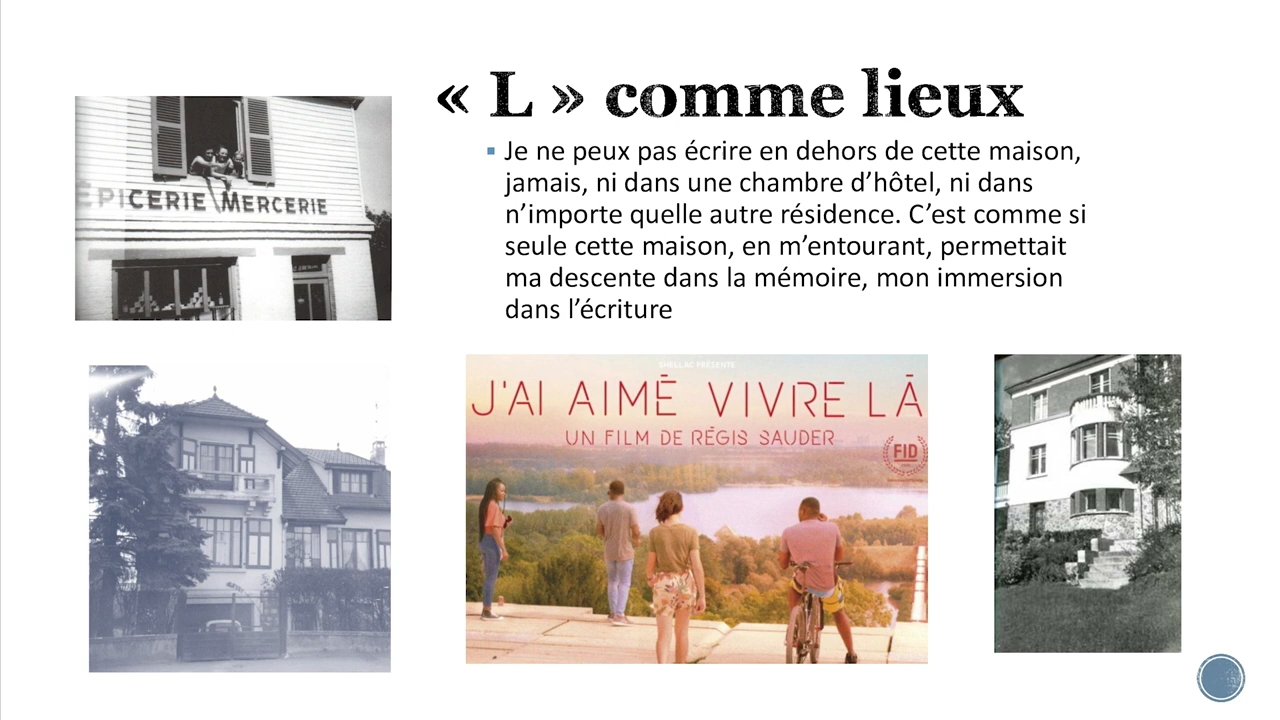 « L » comme lieux
Je ne peux pas écrire en dehors de cette maison,
jamais, ni dans une chambre d’hôtel, ni dans
n’importe quelle autre résidence. C’est comme si
seule cette maison, en m’entourant, permettait
ma descente dans la mémoire, mon immersion
dans l’écriture
ÉPICERIE MERCERIE
SHELLAC PRÉSENTE
J'AI AIMÉ VIVRE LÀ
UN FILM DE RÉGIS SAUDER
FID